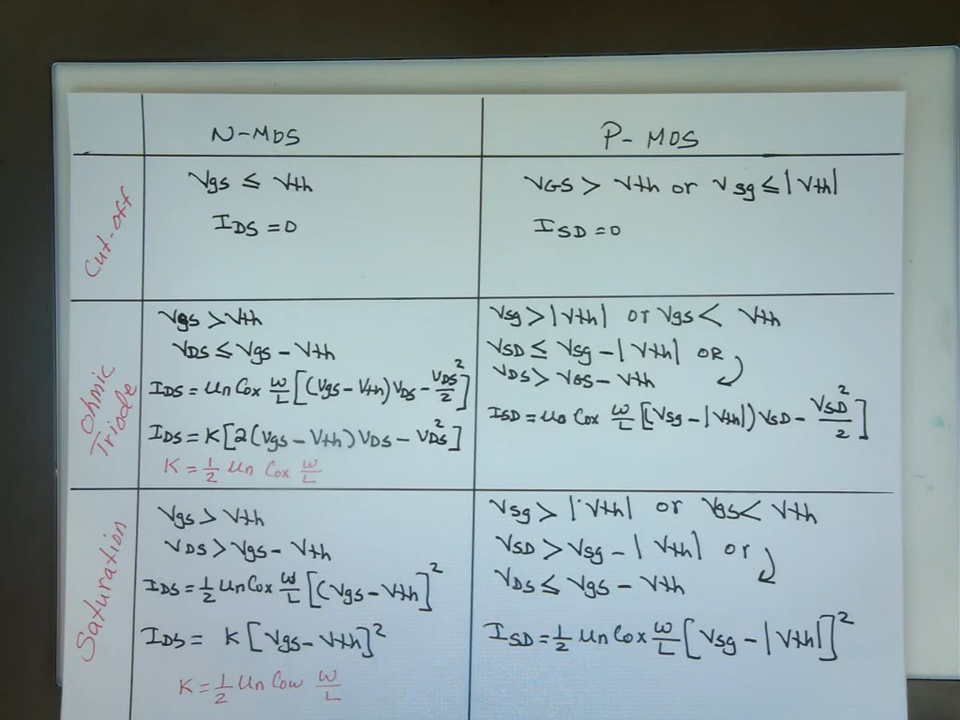 N-MOS
P-MOS
Cut-off
Vgs ≤ Vth
IDS = 0
VGS > Vth or Vsg ≤ |Vth|
ISD = 0
Ohmic
Triode
Vgs > Vth
VDS ≤ Vgs - Vth
IDS = Un Cox W/L [(Vgs - Vth) VDS - VDS²/2]
IDS = K[2(Vgs - Vth) VDS - VDS²]
K = 1/2 Un Cox W/L
Vsg > |Vth| or Vgs < Vth
VSD ≤ Vsg - |Vth| OR
VDS > VGS - Vth
ISD = Cox W/L [(Vsg - |Vth|) VSD - VSD²/2]
Saturation
Vgs > Vth
VDS > Vgs - Vth
IDS = 1/2 Un Cox W/L [(Vgs - Vth]²
IDS = K [Vgs - Vth]²
K = 1/2 Un Cow W/L
Vsg > |Vth| or Vgs < Vth
VSD > Vsg - |Vth| or
VDS ≤ Vgs - Vth
ISD = 1/2 Un Cox W/L [Vsg - |Vth|]²